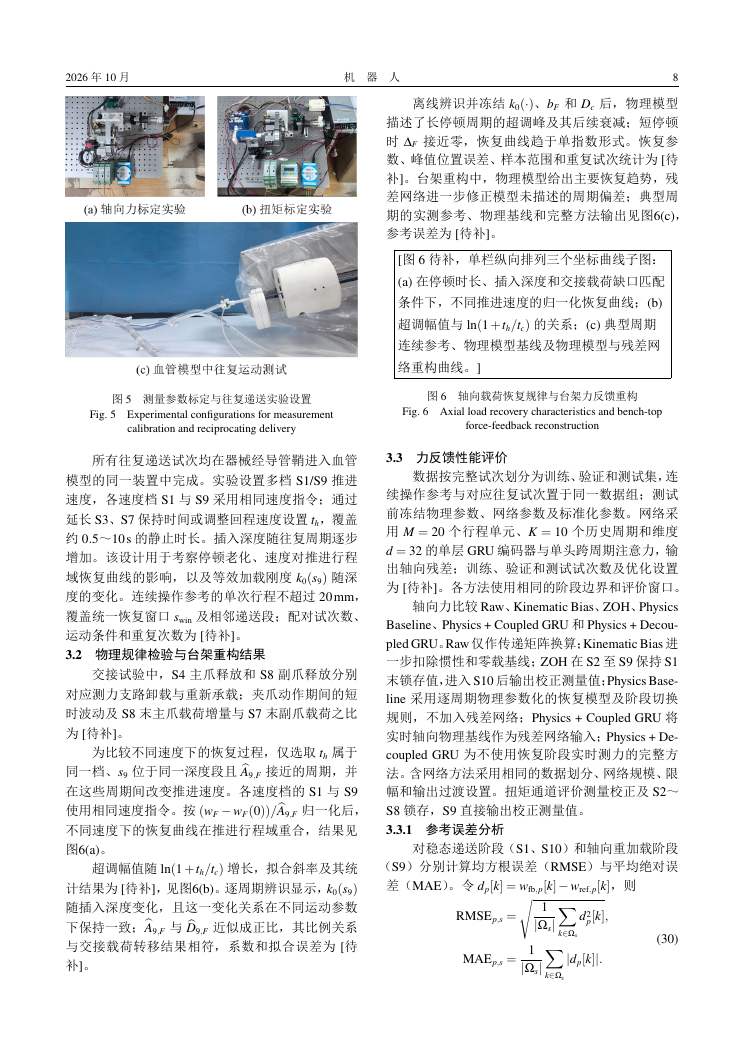 2026 年 10 月
机 器 人
8
(a) 轴向力标定实验
(b) 扭矩标定实验
(c) 血管模型中往复运动测试
图 5 测量参数标定与往复递送实验设置
Fig. 5 Experimental configurations for measurement
calibration and reciprocating delivery
所有往复递送试次均在器械经导管鞘进入血管
模型的同一装置中完成。实验设置多档 S1/S9 推进
速度，各速度档 S1 与 S9 采用相同速度指令；通过
延长 S3、S7 保持时间或调整回程速度设置 t_h，覆盖
约 0.5～10 s 的静止时长。插入深度随往复周期逐步
增加。该设计用于考察停顿老化、速度对推进行程
域恢复曲线的影响，以及等效加载刚度 k_0(s_9) 随深
度的变化。连续操作参考的单次行程不超过 20 mm，
覆盖统一恢复窗口 s_win 及相邻递送段；配对试次数、
运动条件和重复次数为 [待补]。
3.2 物理规律检验与台架重构结果
交接试验中，S4 主爪释放和 S8 副爪释放分别
对应测力支路卸载与重新承载；夹爪动作期间的短
时波动及 S8 末主爪载荷增量与 S7 末副爪载荷之比
为 [待补]。
为比较不同速度下的恢复过程，仅选取 t_h 属于
同一档、s_9 位于同一深度段且 Â_9,F 接近的周期，并
在这些周期间改变推进速度。各速度档的 S1 与 S9
使用相同速度指令。按 (w_F − w_F(0))/Â_9,F 归一化后，
不同速度下的恢复曲线在推进行程域重合，结果见
图6(a)。
超调幅值随 ln(1+t_h/t_c) 增长，拟合斜率及其统
计结果为 [待补]，见图6(b)。逐周期辨识显示，k_0(s_9)
随插入深度变化，且这一变化关系在不同运动参数
下保持一致；Â_9,F 与 D̂_9,F 近似成正比，其比例关系
与交接载荷转移结果相符，系数和拟合误差为 [待
补]。
离线辨识并冻结 k_0(·)、b_F 和 D_c 后，物理模型
描述了长停顿周期的超调峰及其后续衰减；短停顿
时 Δ_F 接近零，恢复曲线趋于单指数形式。恢复参
数、峰值位置误差、样本范围和重复试次统计为 [待
补]。台架重构中，物理模型给出主要恢复趋势，残
差网络进一步修正模型未描述的周期偏差；典型周
期的实测参考、物理基线和完整方法输出见图6(c)，
参考误差为 [待补]。
[图 6 待补，单栏纵向排列三个坐标曲线子图：
(a) 在停顿时长、插入深度和交接载荷缺口匹配
条件下，不同推进速度的归一化恢复曲线；(b)
超调幅值与 ln(1+t_h/t_c) 的关系；(c) 典型周期
连续参考、物理模型基线及物理模型与残差网
络重构曲线。]
图 6 轴向载荷恢复规律与台架力反馈重构
Fig. 6 Axial load recovery characteristics and bench-top
force-feedback reconstruction
3.3 力反馈性能评价
数据按完整试次划分为训练、验证和测试集，连
续操作参考与对应往复试次置于同一数据组；测试
前冻结物理参数、网络参数及标准化参数。网络采
用 M = 20 个行程单元、K = 10 个历史周期和维度
d = 32 的单层 GRU 编码器与单头跨周期注意力，输
出轴向残差；训练、验证和测试试次数及优化设置
为 [待补]。各方法使用相同的阶段边界和评价窗口。
轴向力比较 Raw、Kinematic Bias、ZOH、Physics
Baseline、Physics + Coupled GRU 和 Physics + Decou-
pled GRU。Raw 仅作传递矩阵换算；Kinematic Bias 进
一步扣除惯性和零载基线；ZOH 在 S2 至 S9 保持 S1
末锁存值，进入 S10 后输出校正测量值；Physics Base-
line 采用逐周期物理参数化的恢复模型及阶段切换
规则，不加入残差网络；Physics + Coupled GRU 将
实时轴向物理基线作为残差网络输入；Physics + De-
coupled GRU 为不使用恢复阶段实时测力的完整方
法。含网络方法采用相同的数据划分、网络规模、限
幅和输出过渡设置。扭矩通道评价测量校正及 S2～
S8 锁存，S9 直接输出校正测量值。
3.3.1 参考误差分析
对稳态递送阶段（S1、S10）和轴向重加载阶段
（S9）分别计算均方根误差（RMSE）与平均绝对误
差（MAE）。令 d_p[k] = w_fb,p[k] − w_ref,p[k]，则
RMSE_p,s = √(1/|Ω_s| ∑_{k∈Ω_s} d_p^2[k]),
(30)
MAE_p,s = 1/|Ω_s| ∑_{k∈Ω_s} |d_p[k]|.